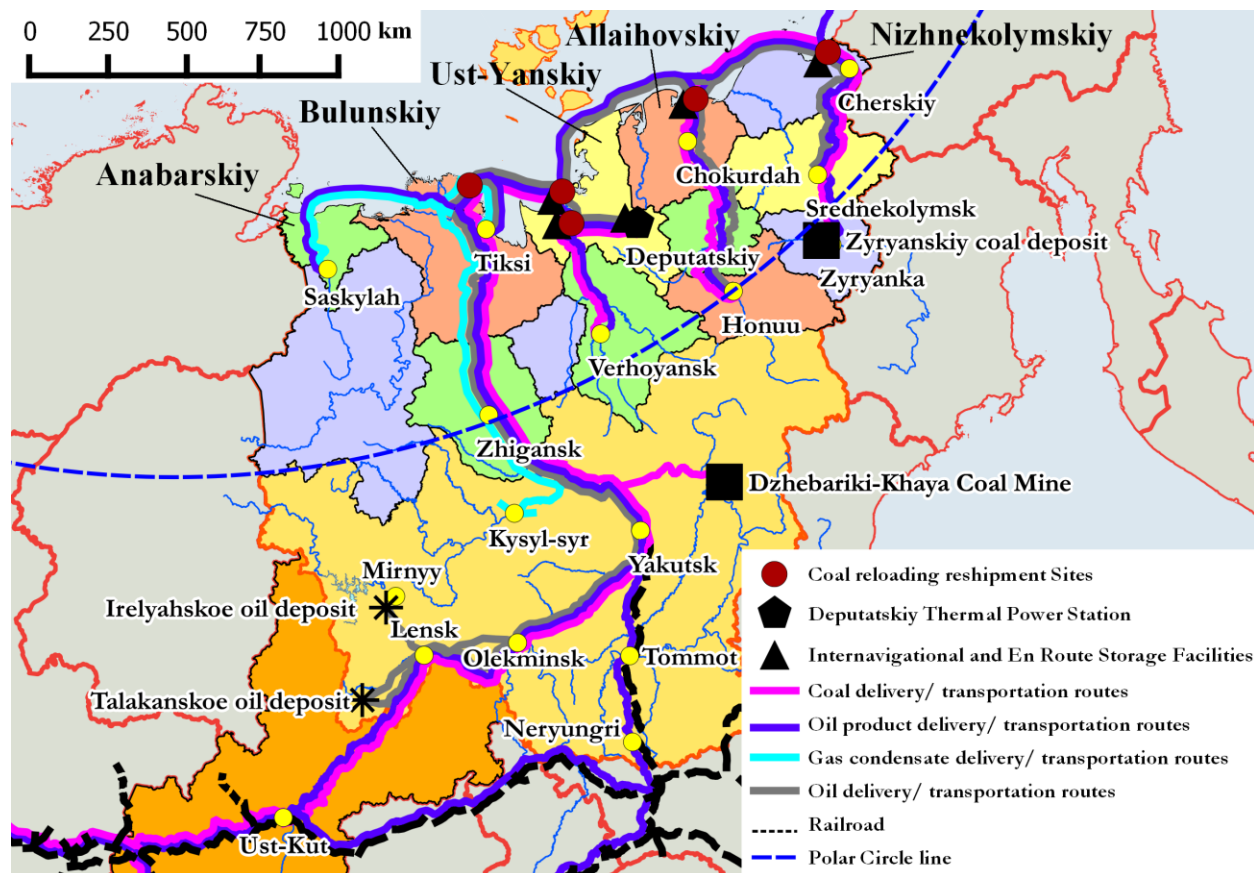 0 250 500 1000 km
Allaihovskiy
Nizhnekolymskiy
Ust-Yanskiy
Bulunskiy
Cherskiy
Anabarskiy
Chokurdah
Srednekolymsk
Zyryanskiy coal deposit
Deputatskiy
Tiksi
Zyryanka
Saskylah
Honuu
Verhoyansk
Zhigansk
Dzhebariki-Khaya Coal Mine
Kysyl-syr
Yakutsk
Mirnyy
Irelyahskoe oil deposit
Lensk
Olekminsk
Tommot
Talakanskoe oil deposit
Neryungri
Ust-Kut
Coal reloading reshipment Sites
Deputatskiy Thermal Power Station
Internavigational and En Route Storage Facilities
Coal delivery/ transportation routes
Oil product delivery/ transportation routes
Gas condensate delivery/ transportation routes
Oil delivery/ transportation routes
Railroad
Polar Circle line